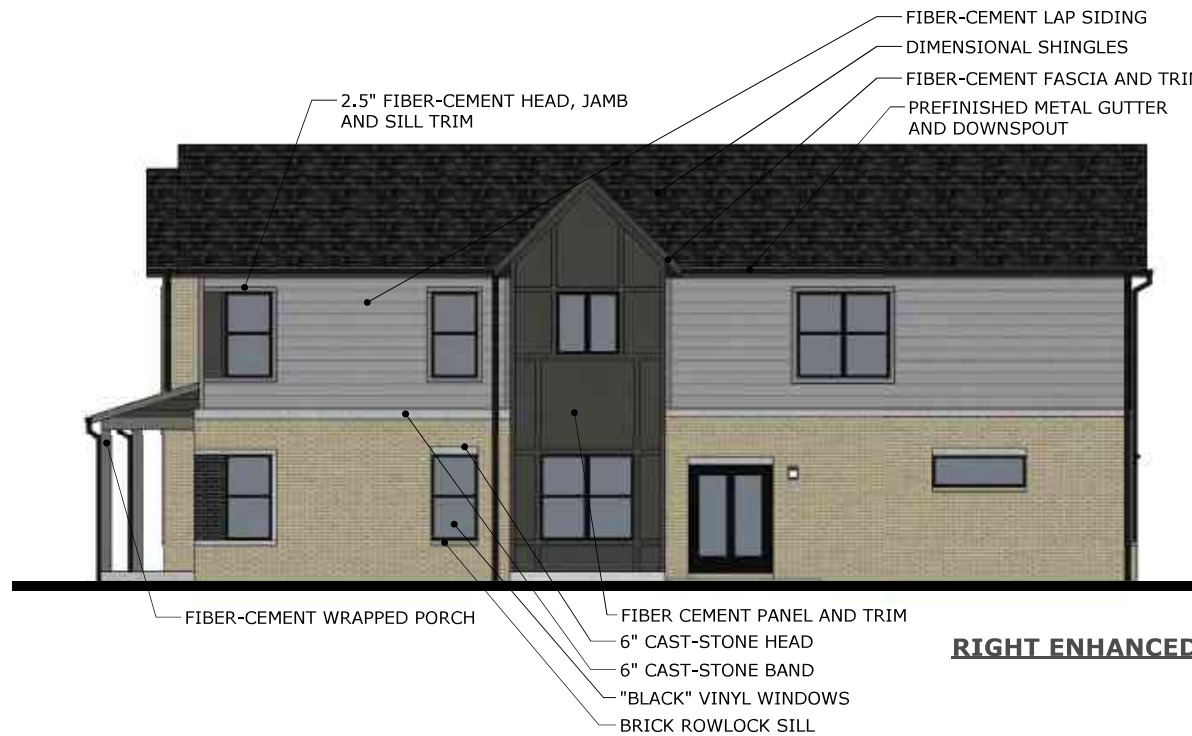 FIBER-CEMENT LAP SIDING
DIMENSIONAL SHINGLES
FIBER-CEMENT FASCIA AND TRIM
2.5" FIBER-CEMENT HEAD, JAMB
AND SILL TRIM
PREFINISHED METAL GUTTER
AND DOWNSPOUT
FIBER-CEMENT WRAPPED PORCH
FIBER CEMENT PANEL AND TRIM
6" CAST-STONE HEAD
6" CAST-STONE BAND
"BLACK" VINYL WINDOWS
BRICK ROWLOCK SILL
RIGHT ENHANCED